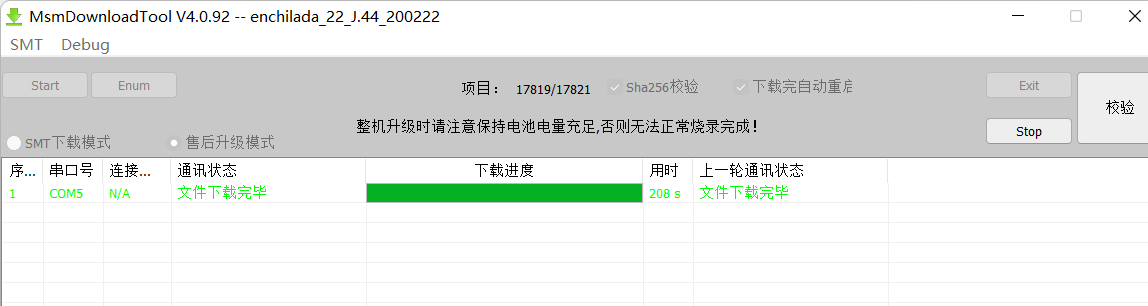 MsmDownloadTool V4.0.92 -- enchilada_22_J.44_200222
SMT Debug
Start Enum 项目： 17819/17821 Sha256校验 下载完自动重启 Exit
校验
整机升级时请注意保持电池电量充足,否则无法正常烧录完成！ Stop
SMT下载模式 售后升级模式
序... 串口号 连接... 通讯状态 下载进度 用时 上一轮通讯状态
1 COM5 N/A 文件下载完毕 208 s 文件下载完毕